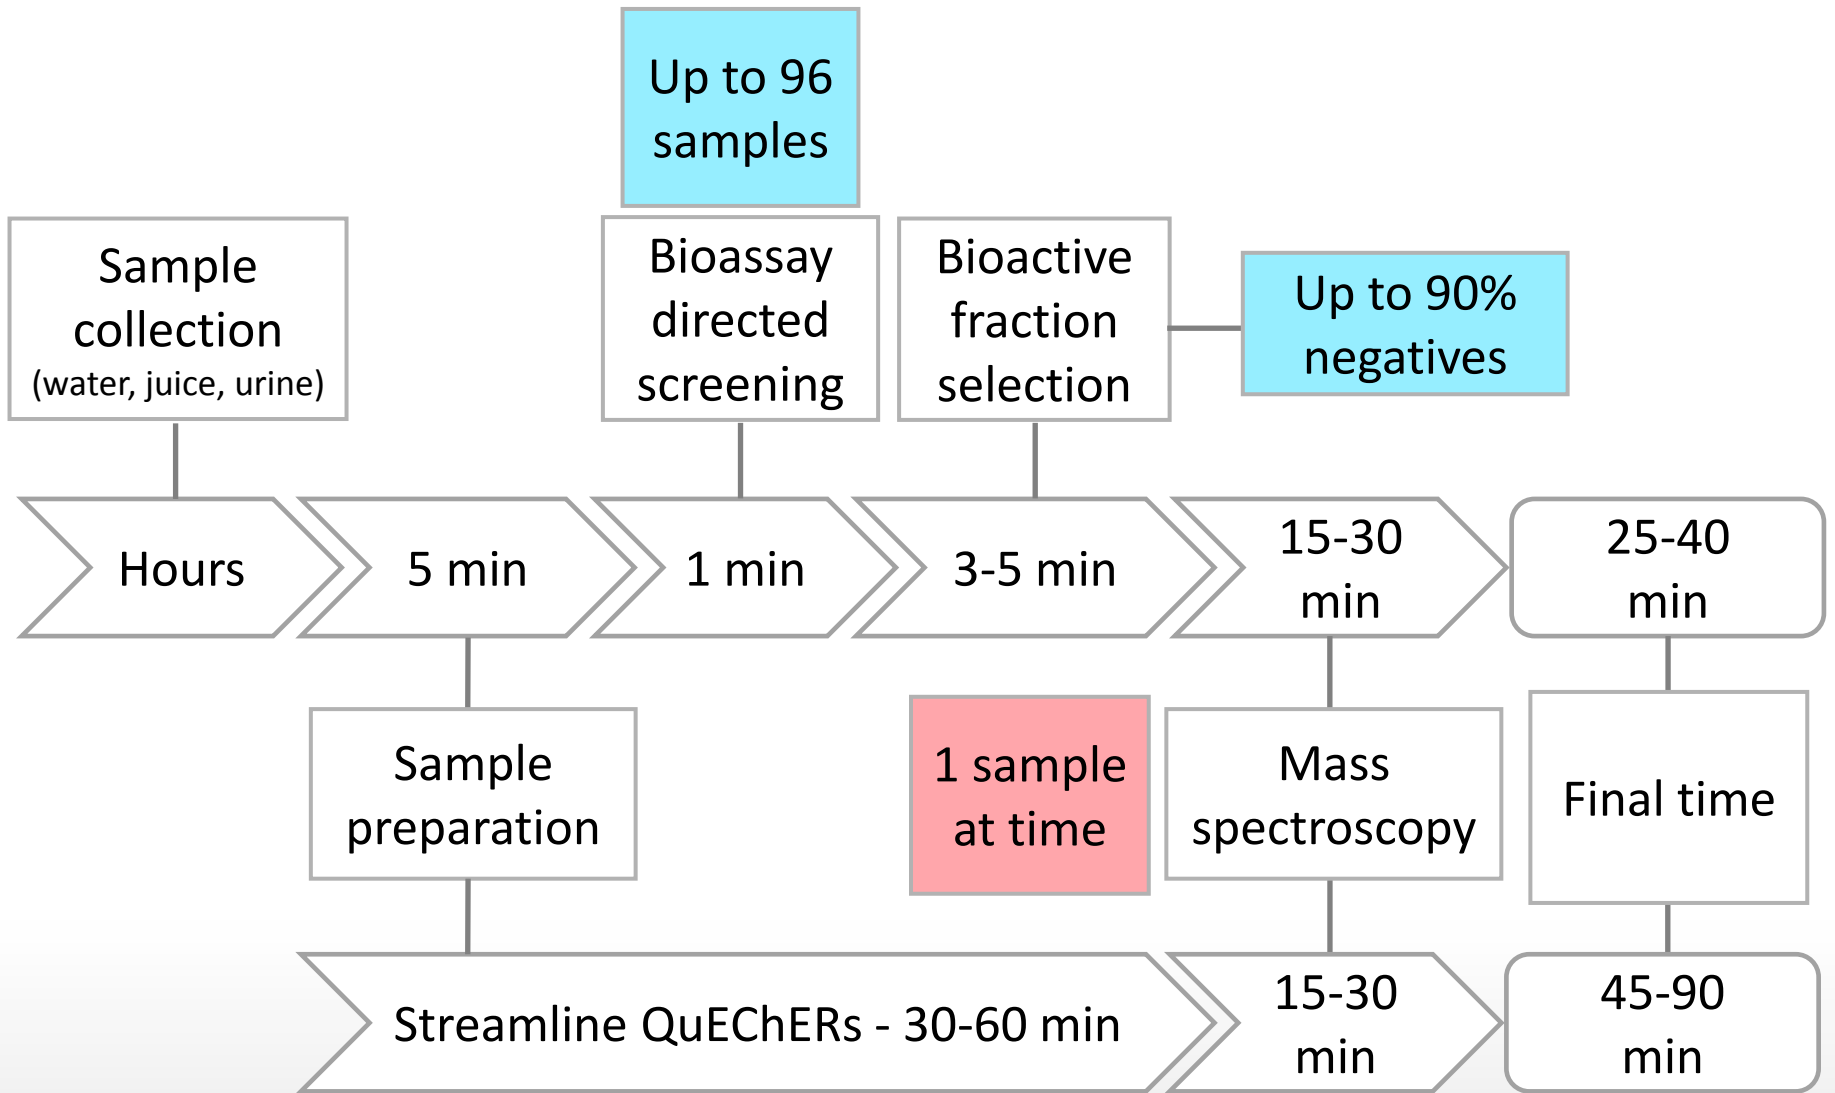 Up to 96
samples
Sample
collection
(water, juice, urine)
Bioassay
directed
screening
Bioactive
fraction
selection
Up to 90%
negatives
Hours
5 min
1 min
3-5 min
15-30
min
25-40
min
Sample
preparation
1 sample
at time
Mass
spectroscopy
Final time
Streamline QuEChERs - 30-60 min
15-30
min
45-90
min